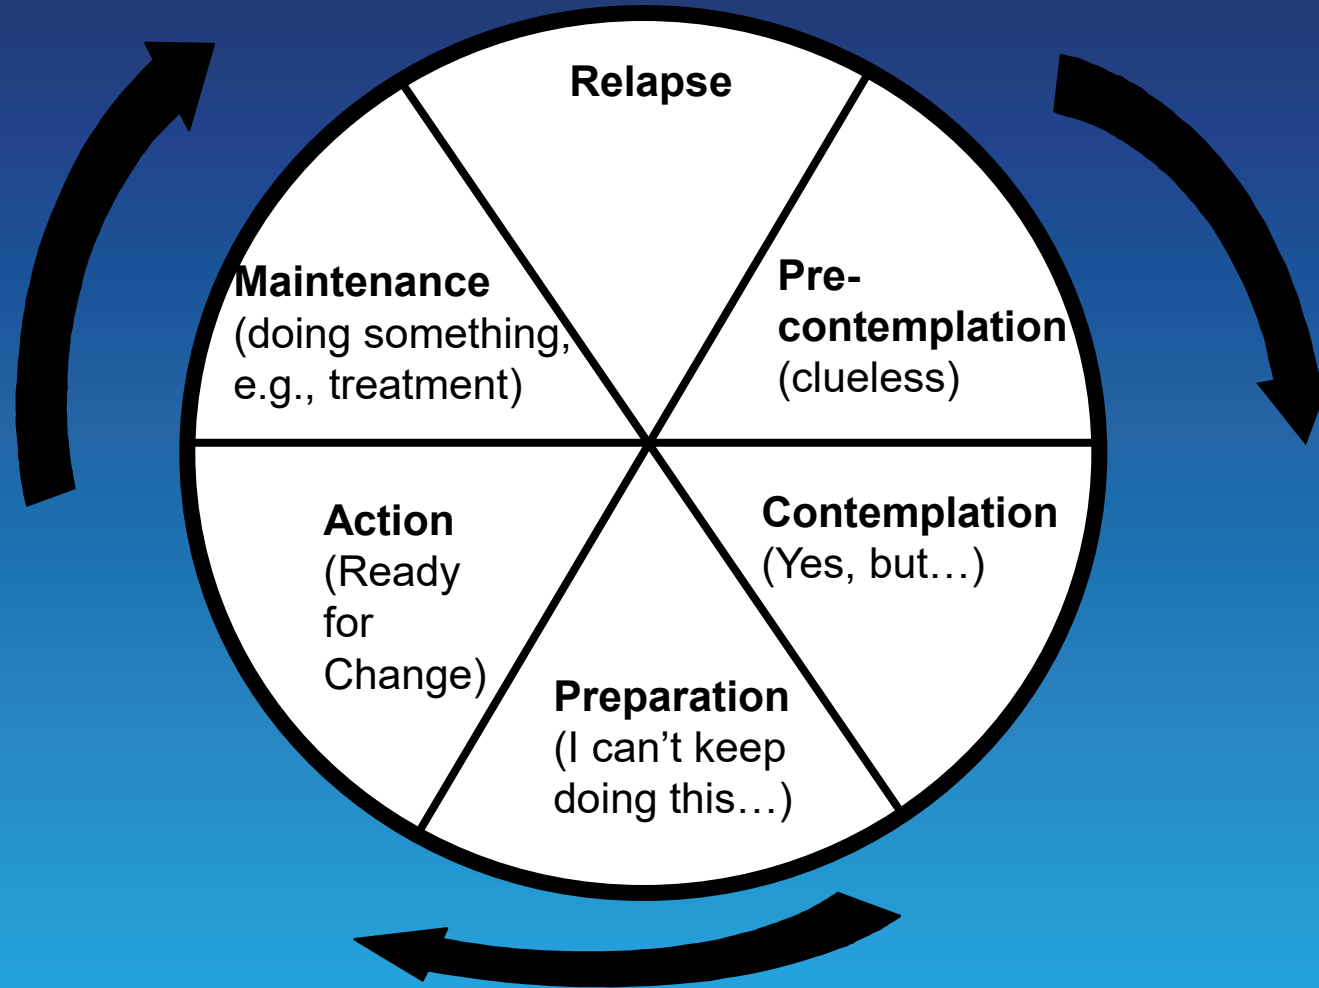 Relapse
Pre-
contemplation
(clueless)
Contemplation
(Yes, but…)
Preparation
(I can’t keep
doing this…)
Action
(Ready
for
Change)
Maintenance
(doing something,
e.g., treatment)